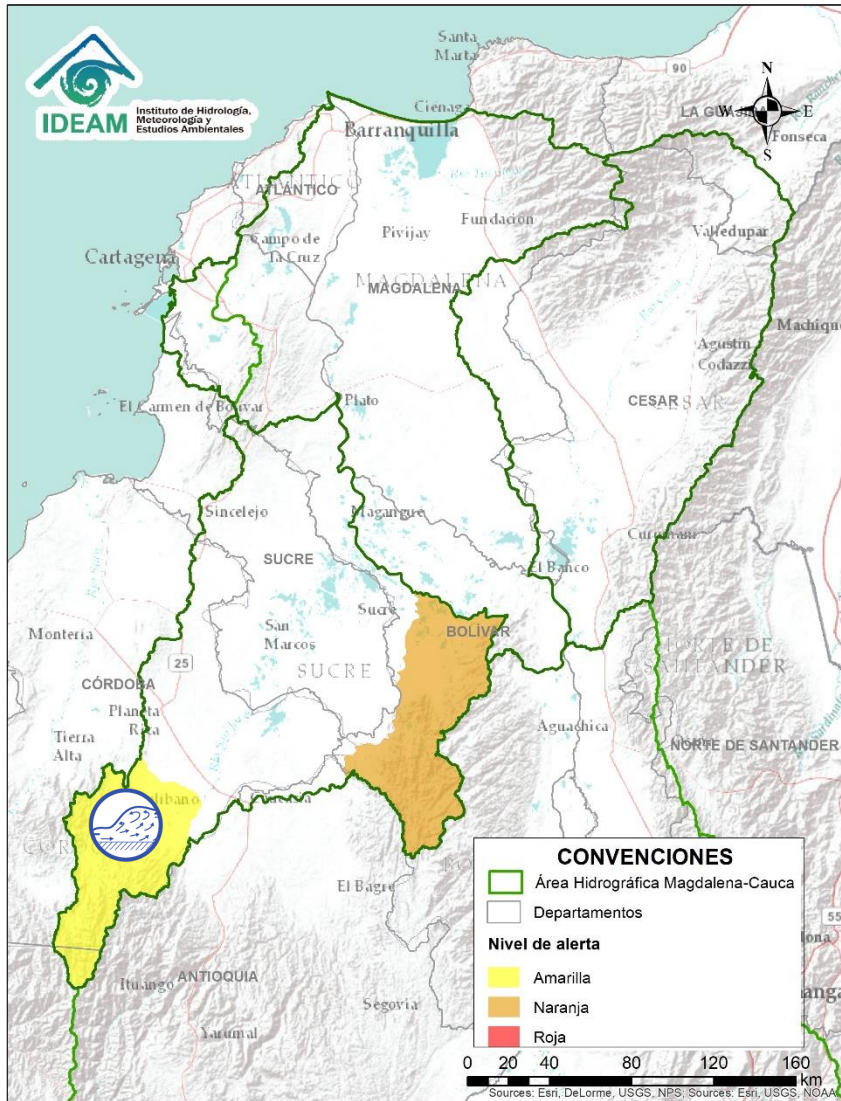 IDEAM
Instituto de Hidrología,
Meteorología y
Estudios Ambientales
Santa
Marta
90
N
W
E
S
Ciénaga
Barranquilla
Fonseca
ATLÁNTICO
Fundacion
Valledupar
Campo de
la Cruz
Pivijay
Cartagena
MAGDALENA
MAGDALENA
Agustin
Codazzi
CESAR
CESAR
El Carmen de Bolivar
Plato
Sincelejo
Magangue
Curumani
SUCRE
El Banco
Sucre
San
Marcos
BOLÍVAR
Monteria
SUCRE
NORTE DE
SANTANDER
25
CÓRDOBA
Planeta
Rica
Tierra
Alta
Aguachica
NORTE DE SANTANDER
El Bagre
Ituango
ANTIOQUIA
Segovia
Yarumal
CONVENCIONES
Área Hidrográfica Magdalena-Cauca
Departamentos
Nivel de alerta
Amarilla
Naranja
Roja
55
0 20 40 80 120 160
km
Sources: Esri, DeLorme, USGS, NPS; Sources: Esri, USGS, NOAA